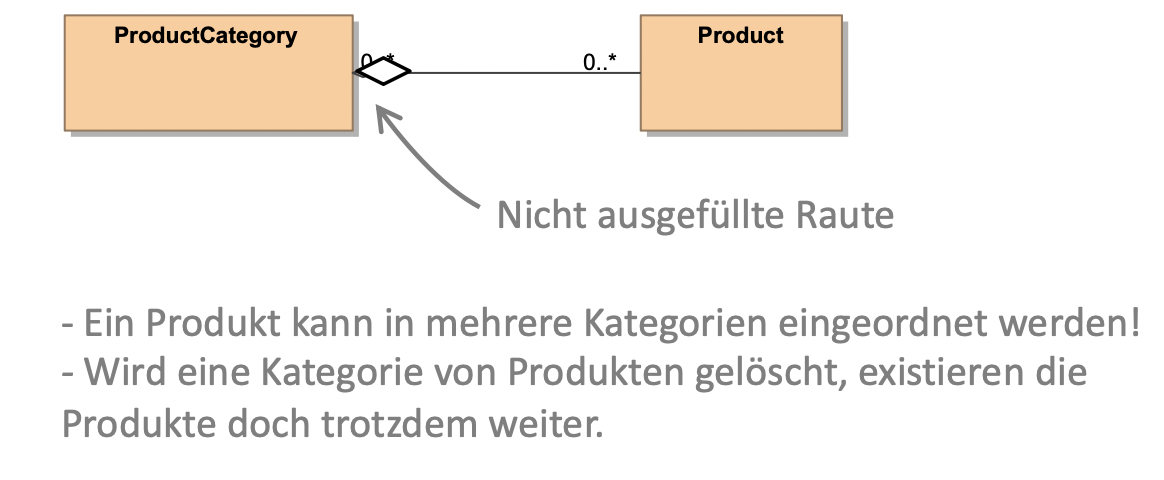 ProductCategory
Product
0..*
0..*
Nicht ausgefüllte Raute
- Ein Produkt kann in mehrere Kategorien eingeordnet werden!
- Wird eine Kategorie von Produkten gelöscht, existieren die
Produkte doch trotzdem weiter.